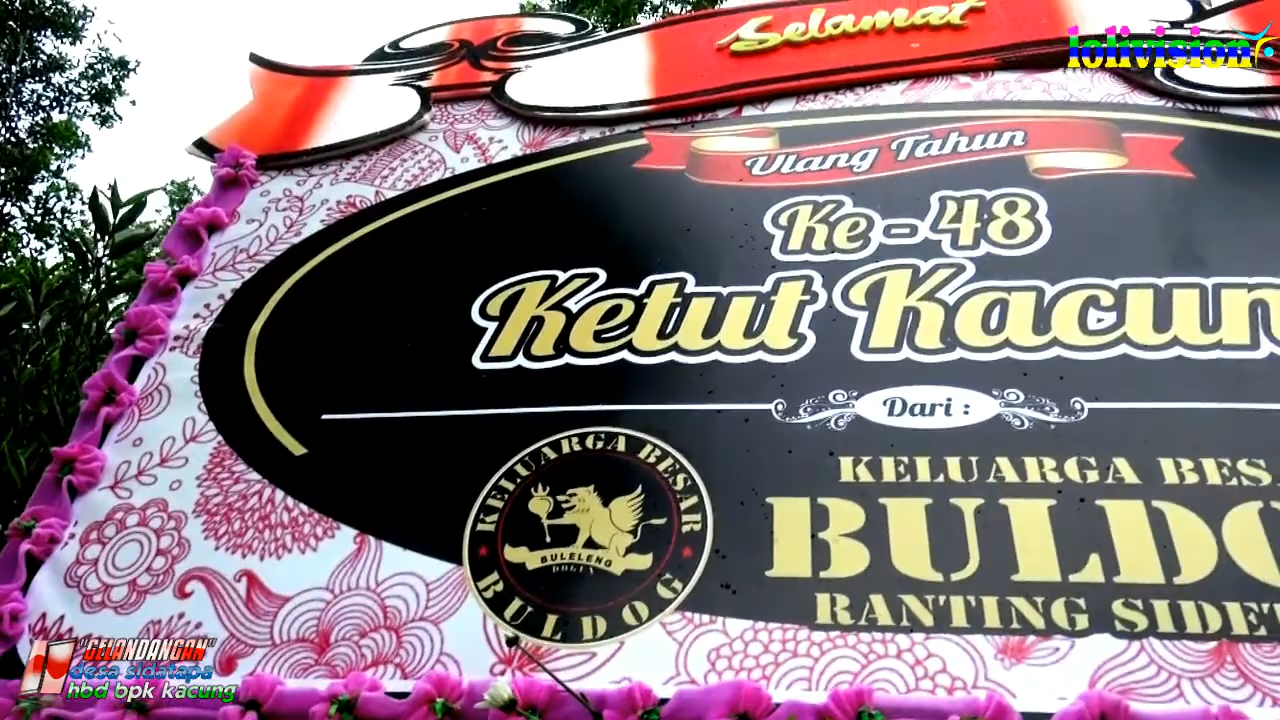 Selamat
lolivision
Ulang Tahun
Ke - 48
Ketut Kacun
Dari :
KELUARGA BESAR
BULELENG
BULDOG
KELUARGA BES
BULDO
RANTING SIDET
"GELANDANGAN"
desa sidatapa
hbd bpk kacung